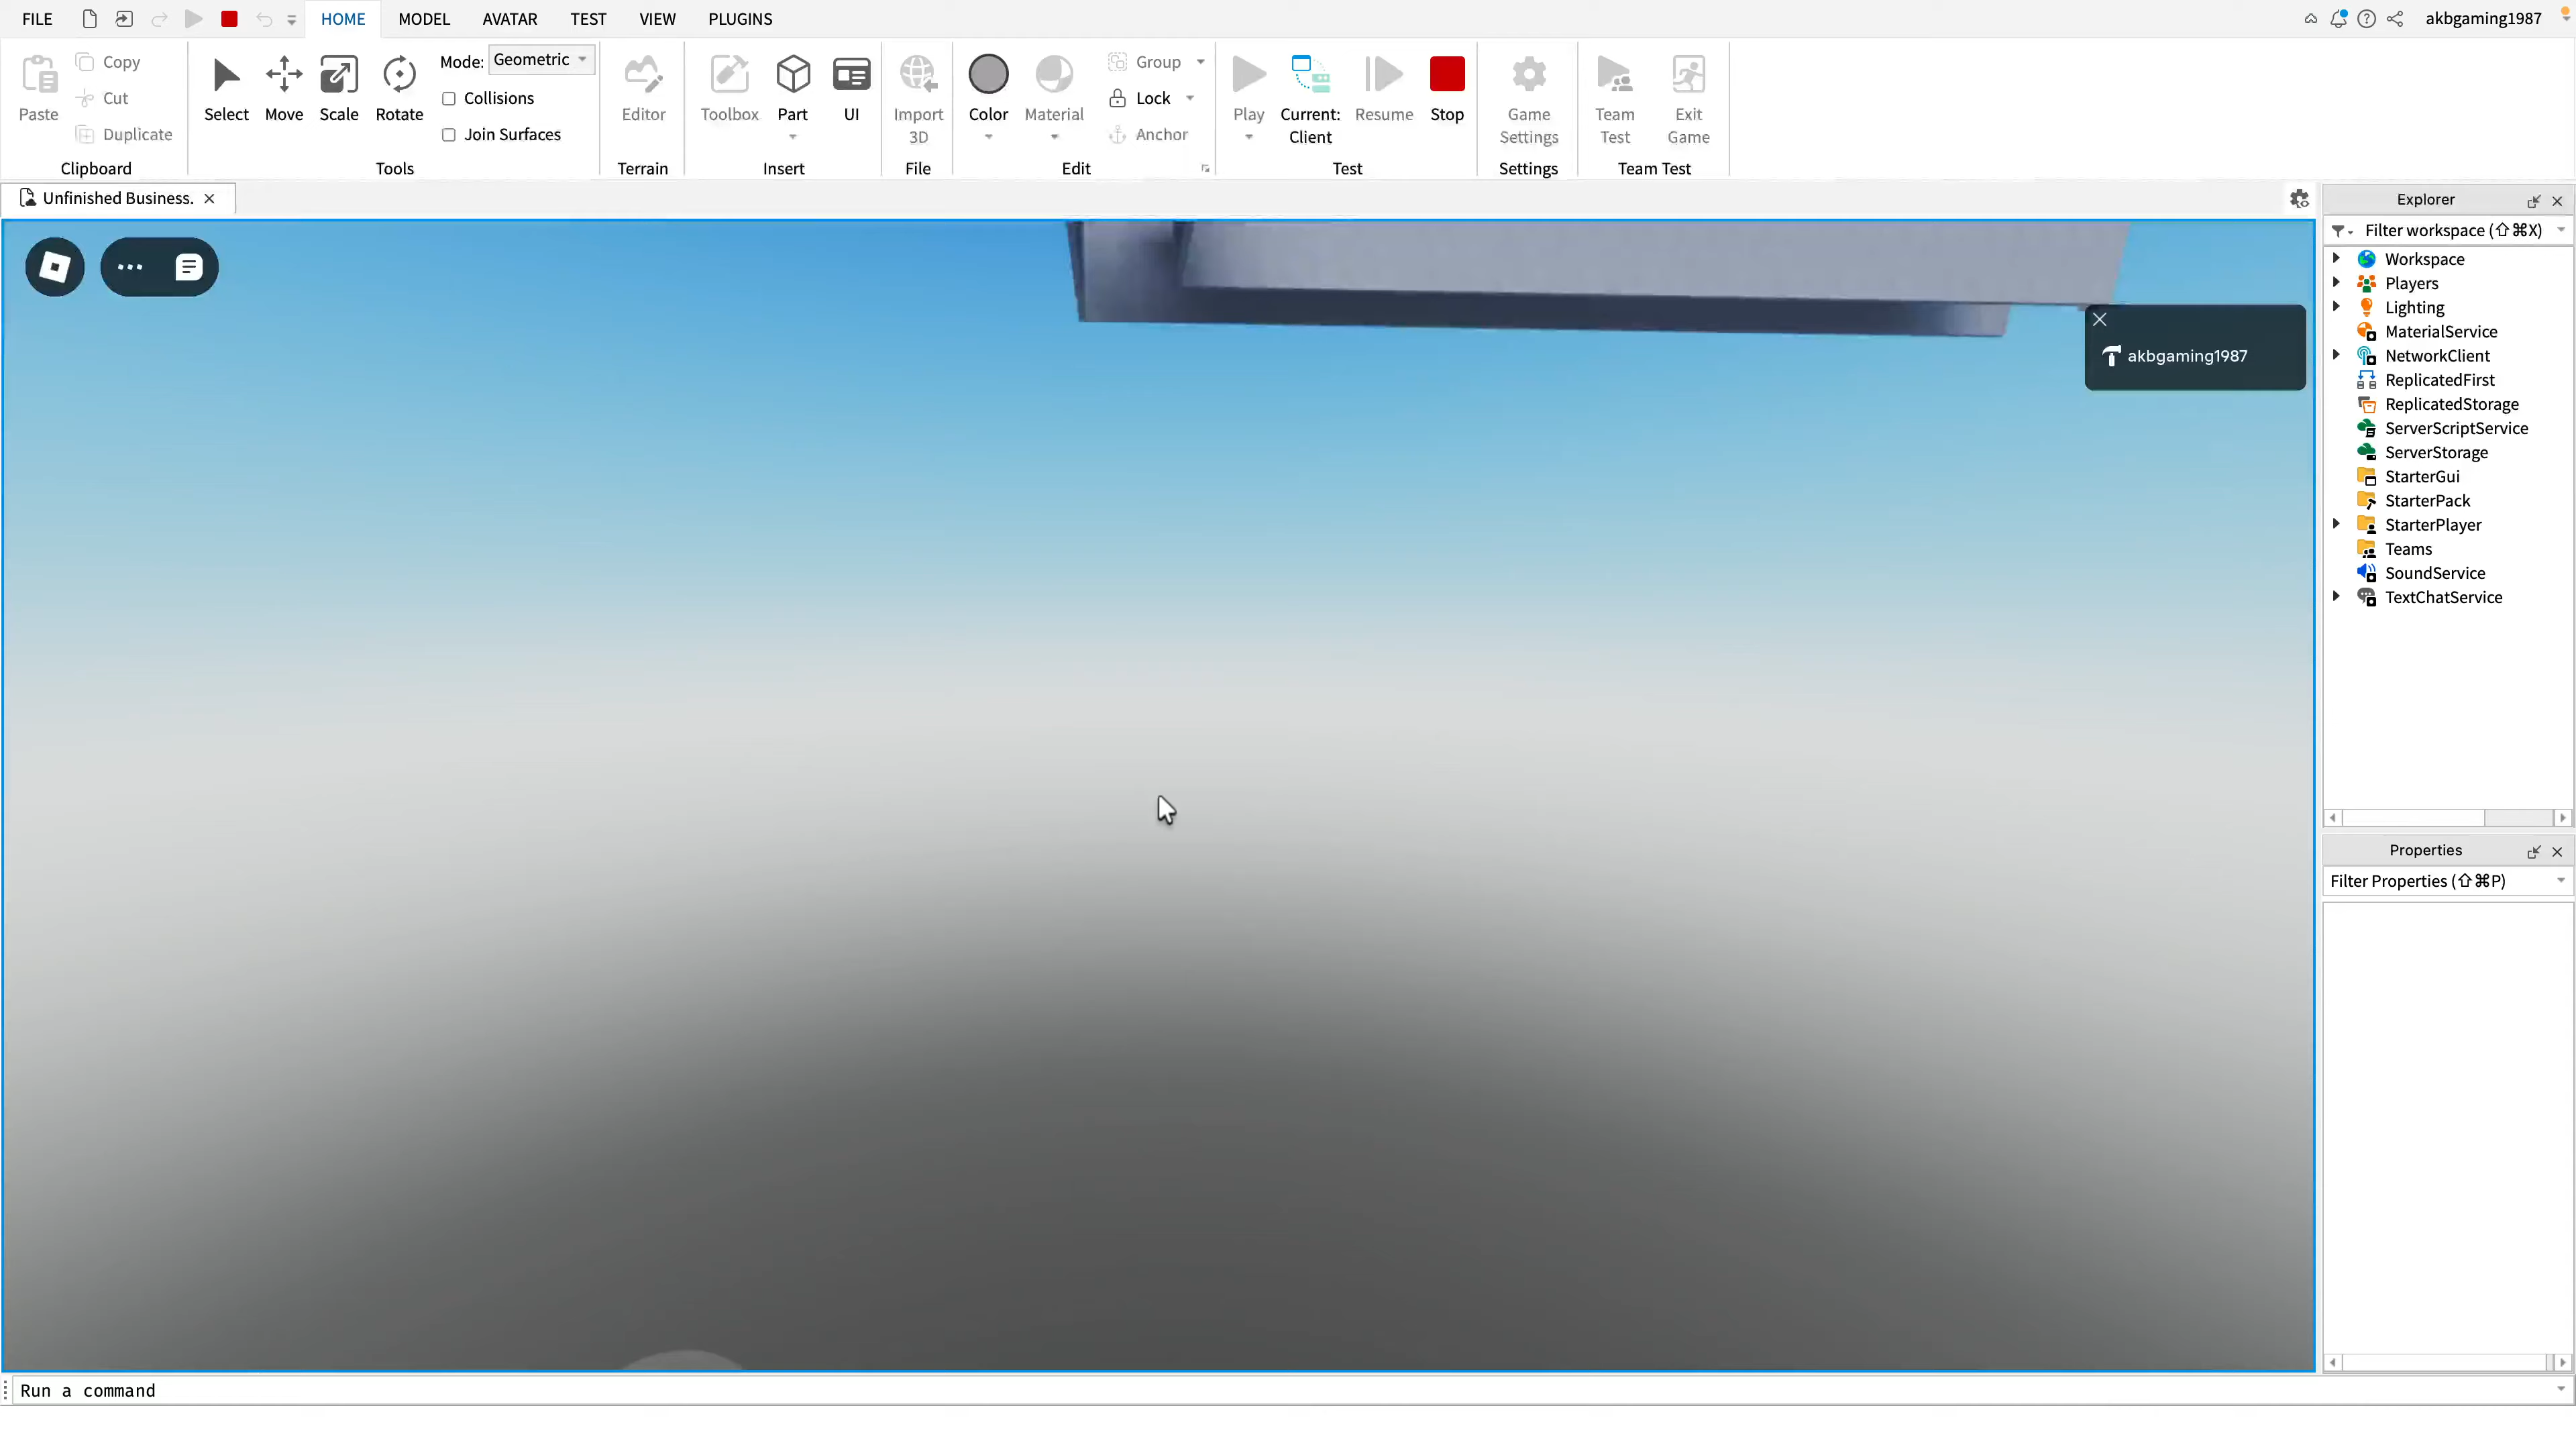 FILE HOME MODEL AVATAR TEST VIEW PLUGINS akbgaming1987
Paste Copy Cut Duplicate
Clipboard
Select Move Scale Rotate Mode: Geometric
Collisions
Join Surfaces
Tools
Editor
Terrain
Toolbox Part UI
Insert
Import
3D
File
Color Material Group
Lock
Anchor
Edit
Play Current:
Client Resume Stop
Test
Game
Settings
Settings
Team
Test Exit
Game
Team Test
Unfinished Business.
akbgaming1987
Explorer
Filter workspace (⇧⌘X)
Workspace
Players
Lighting
MaterialService
NetworkClient
ReplicatedFirst
ReplicatedStorage
ServerScriptService
ServerStorage
StarterGui
StarterPack
StarterPlayer
Teams
SoundService
TextChatService
Properties
Filter Properties (⇧⌘P)
Run a command